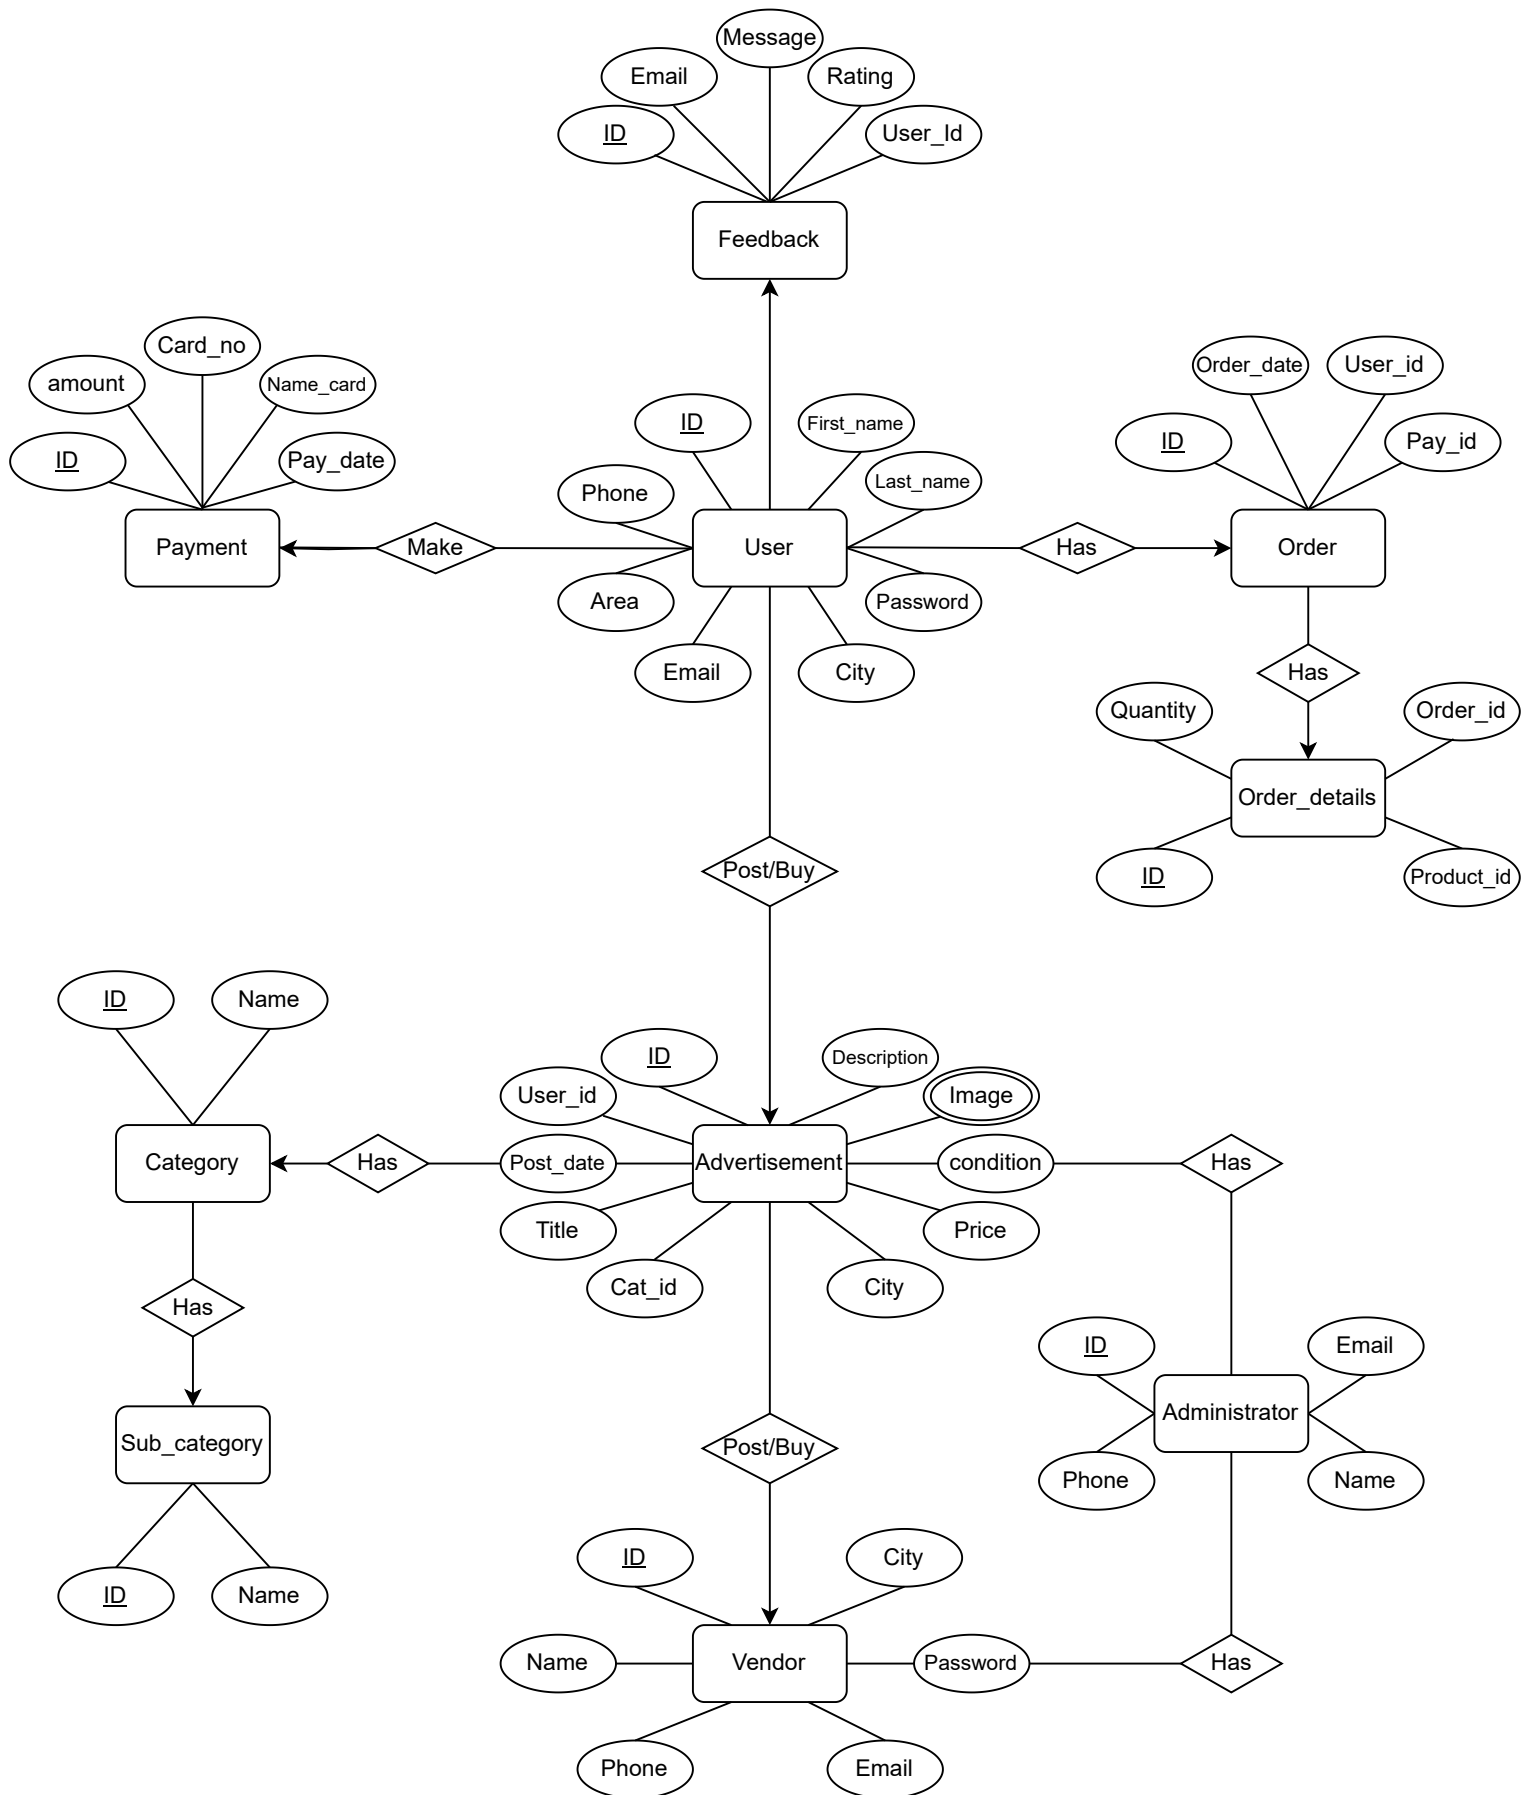 Message
Email
Rating
ID
User_Id
Feedback
Card_no
amount
Name_card
ID
Pay_date
Payment
Make
ID
First_name
Phone
Last_name
User
Area
Password
Email
City
Has
Order_date
User_id
ID
Pay_id
Order
Has
Quantity
Order_id
Order_details
ID
Product_id
Post/Buy
ID
Name
Category
Has
ID
Description
User_id
Image
Post_date
Advertisement
condition
Has
Title
Price
Cat_id
City
Has
Sub_category
ID
Name
Post/Buy
ID
Email
Administrator
Phone
Name
ID
City
Name
Vendor
Password
Has
Phone
Email